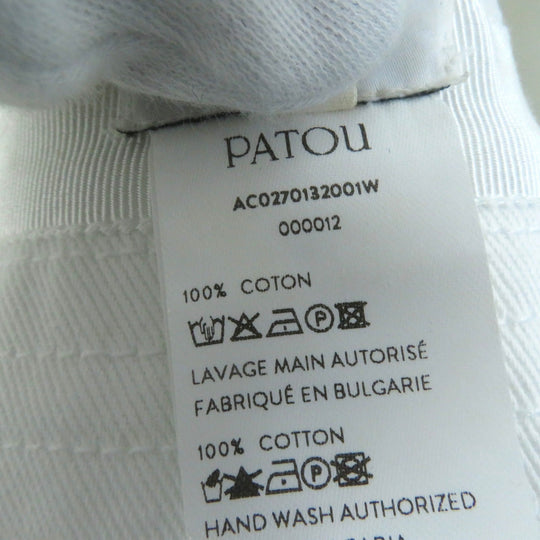 PATOU
AC0270132001W
000012
100% COTON
P
LAVAGE MAIN AUTORISÉ
FABRIQUÉ EN BULGARIE
100% COTTON
P
HAND WASH AUTHORIZED